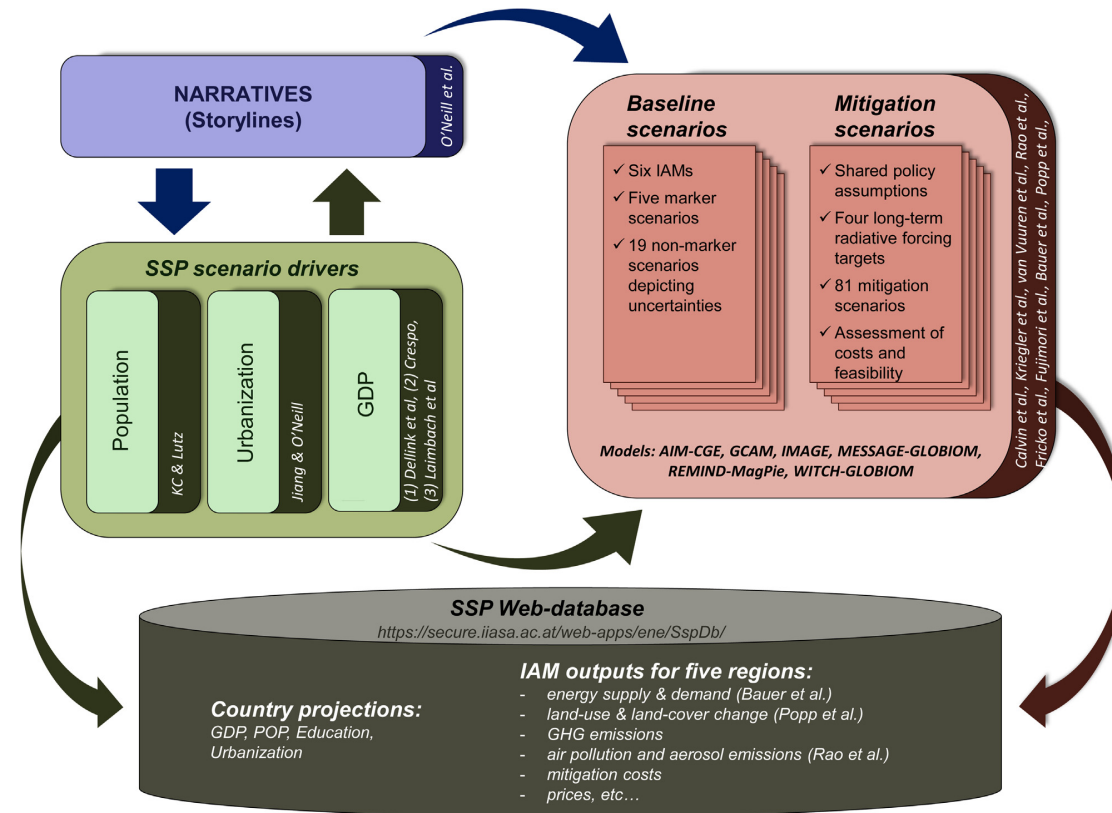 NARRATIVES
(Storylines)
O'Neill et al.
SSP scenario drivers
Population
KC & Lutz
Urbanization
Jiang & O'Neill
GDP
(1) Dellink et al, (2) Crespo,
(3) Laimbach et al
Baseline
scenarios
✓ Six IAMs
✓ Five marker
scenarios
✓ 19 non-marker
scenarios
depicting
uncertainties
Mitigation
scenarios
✓ Shared policy
assumptions
✓ Four long-term
radiative forcing
targets
✓ 81 mitigation
scenarios
✓ Assessment of
costs and
feasibility
Models: AIM-CGE, GCAM, IMAGE, MESSAGE-GLOBIOM,
REMIND-MagPie, WITCH-GLOBIOM
Calvin et al., Kriegler et al., van Vuuren et al., Rao et al.,
Fricko et al., Fujimori et al., Bauer et al., Popp et al.,
SSP Web-database
https://secure.iiasa.ac.at/web-apps/ene/SspDb/
Country projections:
GDP, POP, Education,
Urbanization
IAM outputs for five regions:
- energy supply & demand (Bauer et al.)
- land-use & land-cover change (Popp et al.)
- GHG emissions
- air pollution and aerosol emissions (Rao et al.)
- mitigation costs
- prices, etc…